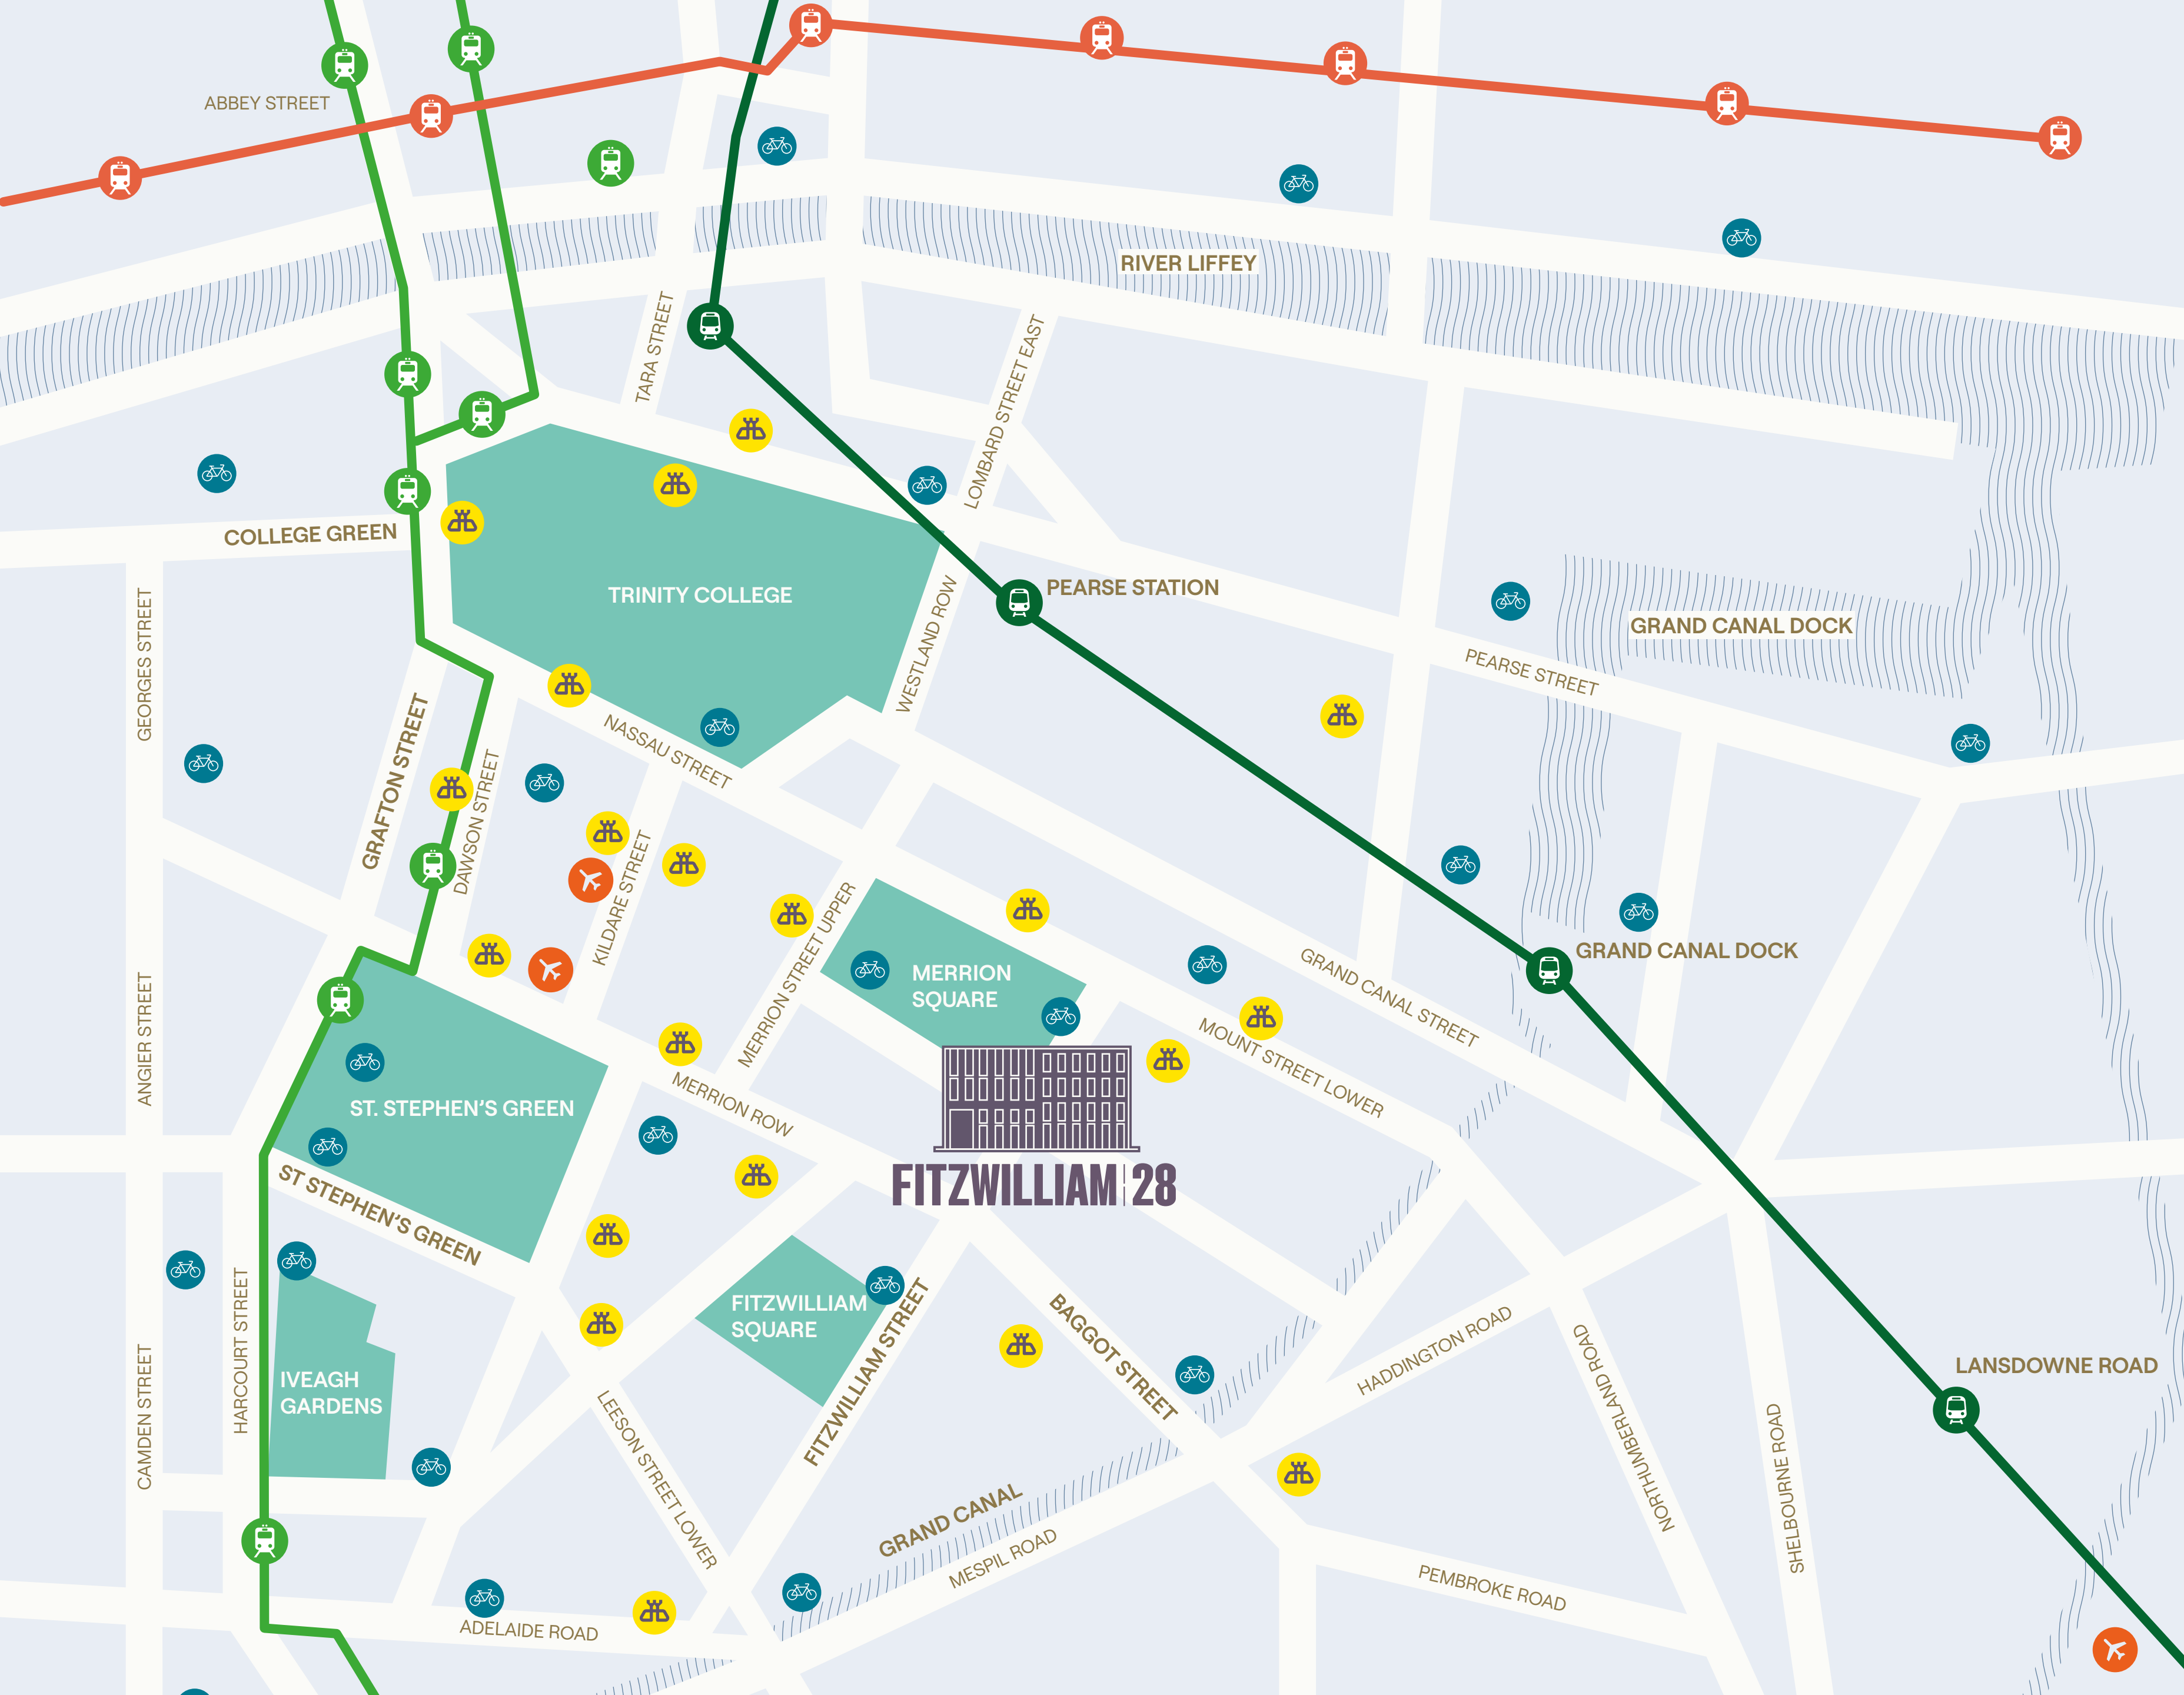 ABBEY STREET
RIVER LIFFEY
TARA STREET
LOMBARD STREET EAST
COLLEGE GREEN
TRINITY COLLEGE
PEARSE STATION
GRAND CANAL DOCK
PEARSE STREET
GEORGES STREET
WESTLAND ROW
NASSAU STREET
GRAFTON STREET
DAWSON STREET
KILDARE STREET
MERRION STREET UPPER
MERRION
SQUARE
GRAND CANAL STREET
GRAND CANAL DOCK
MOUNT STREET LOWER
ANGIER STREET
ST. STEPHEN'S GREEN
MERRION ROW
FITZWILLIAM 28
ST STEPHEN'S GREEN
FITZWILLIAM
SQUARE
FITZWILLIAM STREET
BAGGOT STREET
HADDINGTON ROAD
NORTHUMBERLAND ROAD
LANSDOWNE ROAD
HARCOURT STREET
CAMDEN STREET
IVEAGH
GARDENS
LEESON STREET LOWER
SHELBOURNE ROAD
GRAND CANAL
MESPIL ROAD
PEMBROKE ROAD
ADELAIDE ROAD